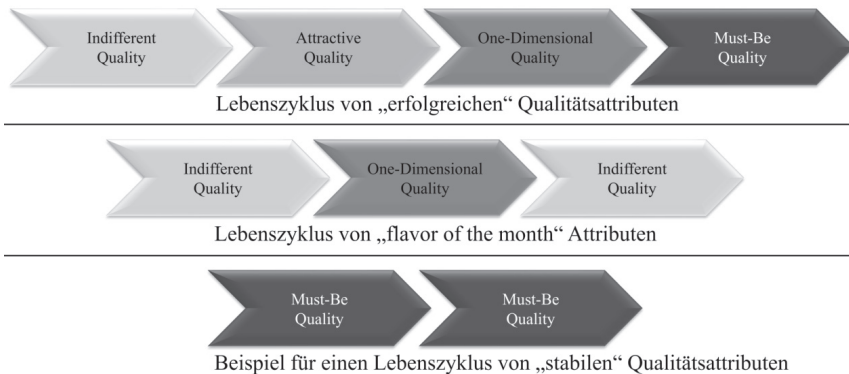 Indifferent
Quality
Attractive
Quality
One-Dimensional
Quality
Must-Be
Quality
Lebenszyklus von „erfolgreichen“ Qualitätsattributen
Indifferent
Quality
One-Dimensional
Quality
Indifferent
Quality
Lebenszyklus von „flavor of the month“ Attributen
Must-Be
Quality
Must-Be
Quality
Beispiel für einen Lebenszyklus von „stabilen“ Qualitätsattributen